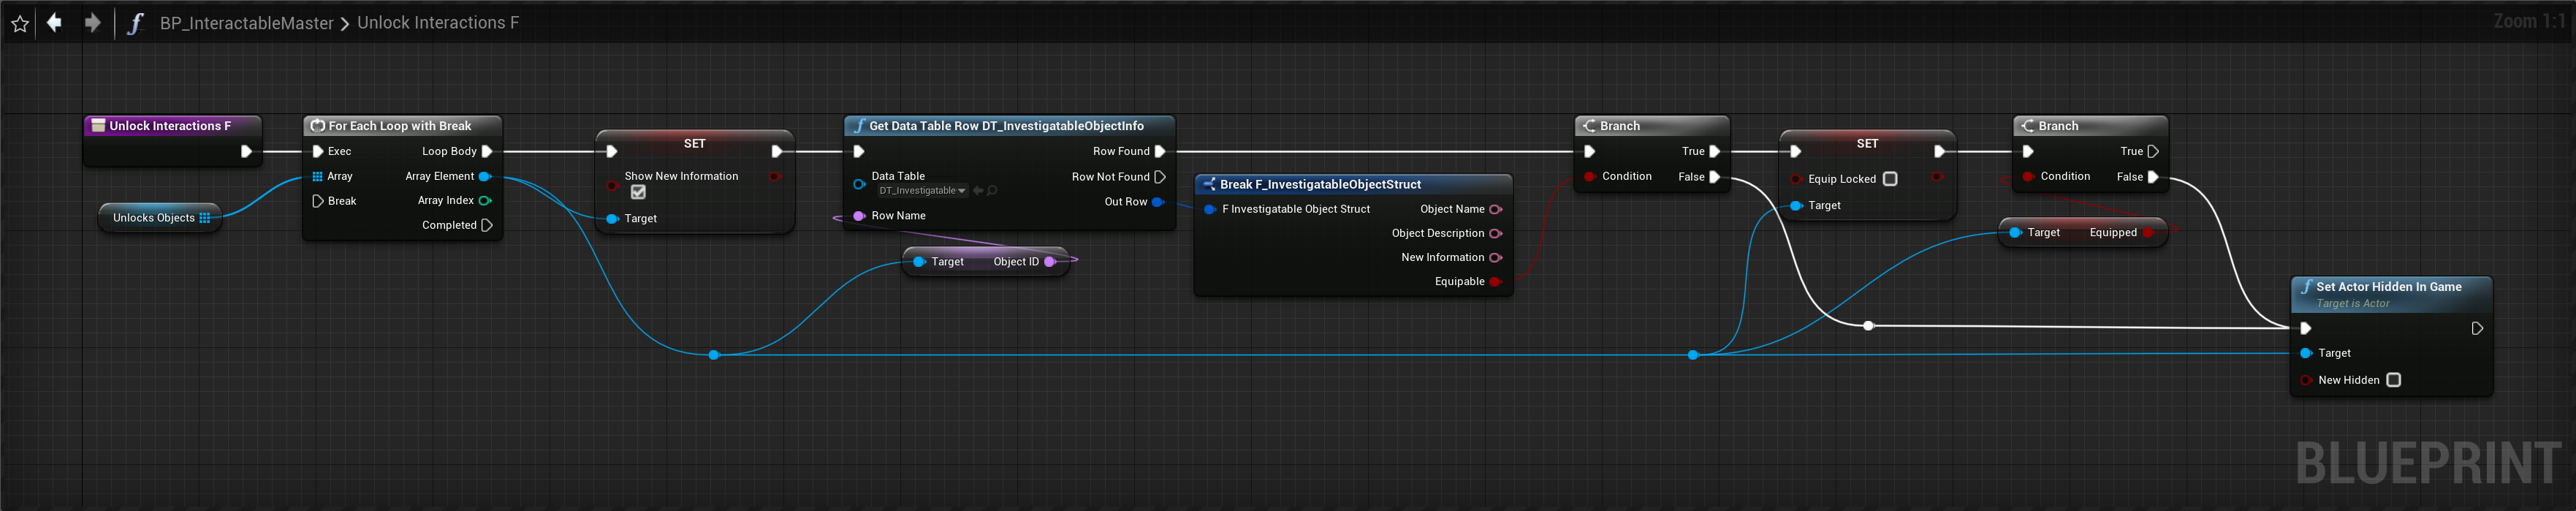 BP_InteractableMaster > Unlock Interactions F
Zoom 1:1
Unlock Interactions F
Unlocks Objects
For Each Loop with Break
Exec
Loop Body
Array
Array Element
Break
Array Index
Completed
SET
Show New Information
Target
Get Data Table Row DT_InvestigatableObjectInfo
Row Found
Data Table
DT_Investigatable
Row Not Found
Out Row
Row Name
Target
Object ID
Break F_InvestigatableObjectStruct
F Investigatable Object Struct
Object Name
Object Description
New Information
Equipable
Branch
True
Condition
False
SET
Equip Locked
Target
Branch
True
Condition
False
Target
Equipped
Set Actor Hidden In Game
Target is Actor
Target
New Hidden
BLUEPRINT